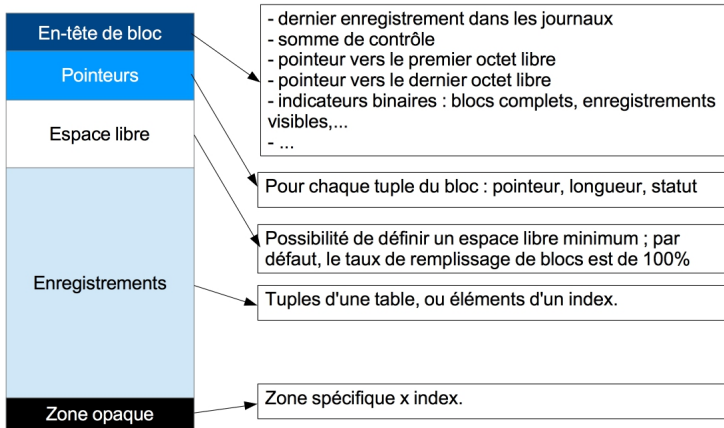 En-tête de bloc
Pointeurs
Espace libre
Enregistrements
Zone opaque
- dernier enregistrement dans les journaux
- somme de contrôle
- pointeur vers le premier octet libre
- pointeur vers le dernier octet libre
- indicateurs binaires : blocs complets, enregistrements
visibles,...
- ...
Pour chaque tuple du bloc : pointeur, longueur, statut
Possibilité de définir un espace libre minimum ; par
défaut, le taux de remplissage de blocs est de 100%
Tuples d'une table, ou éléments d'un index.
Zone spécifique x index.